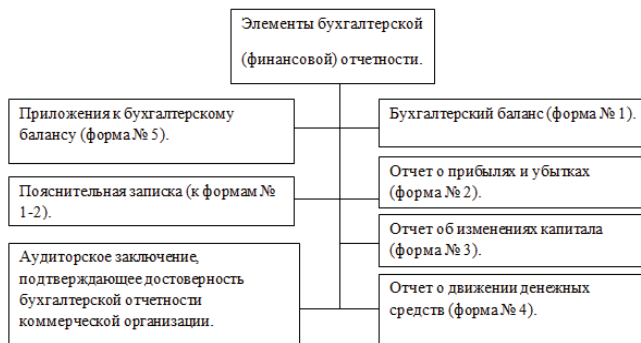 Элементы бухгалтерской
(финансовой) отчетности.
Приложения к бухгалтерскому
балансу (форма № 5).
Пояснительная записка (к формам №
1-2).
Аудиторское заключение,
подтверждающее достоверность
бухгалтерской отчетности
коммерческой организации.
Бухгалтерский баланс (форма № 1).
Отчет о прибылях и убытках
(форма № 2).
Отчет об изменениях капитала
(форма № 3).
Отчет о движении денежных
средств (форма № 4).